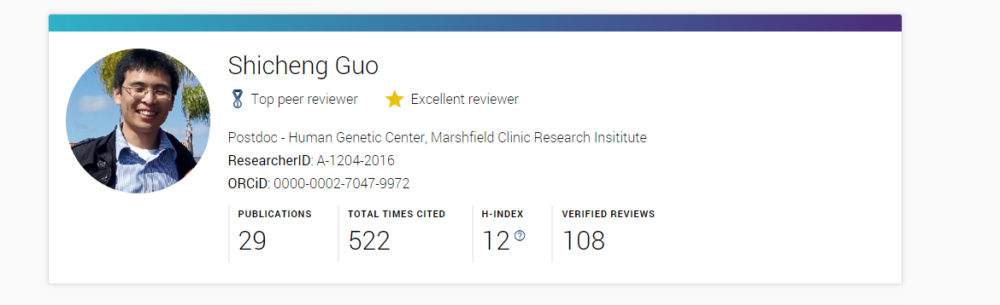 Shicheng Guo
Top peer reviewer Excellent reviewer
Postdoc - Human Genetic Center, Marshfield Clinic Research Insititute
ResearcherID: A-1204-2016
ORCiD: 0000-0002-7047-9972
PUBLICATIONS TOTAL TIMES CITED H-INDEX VERIFIED REVIEWS
29 522 12 ? 108